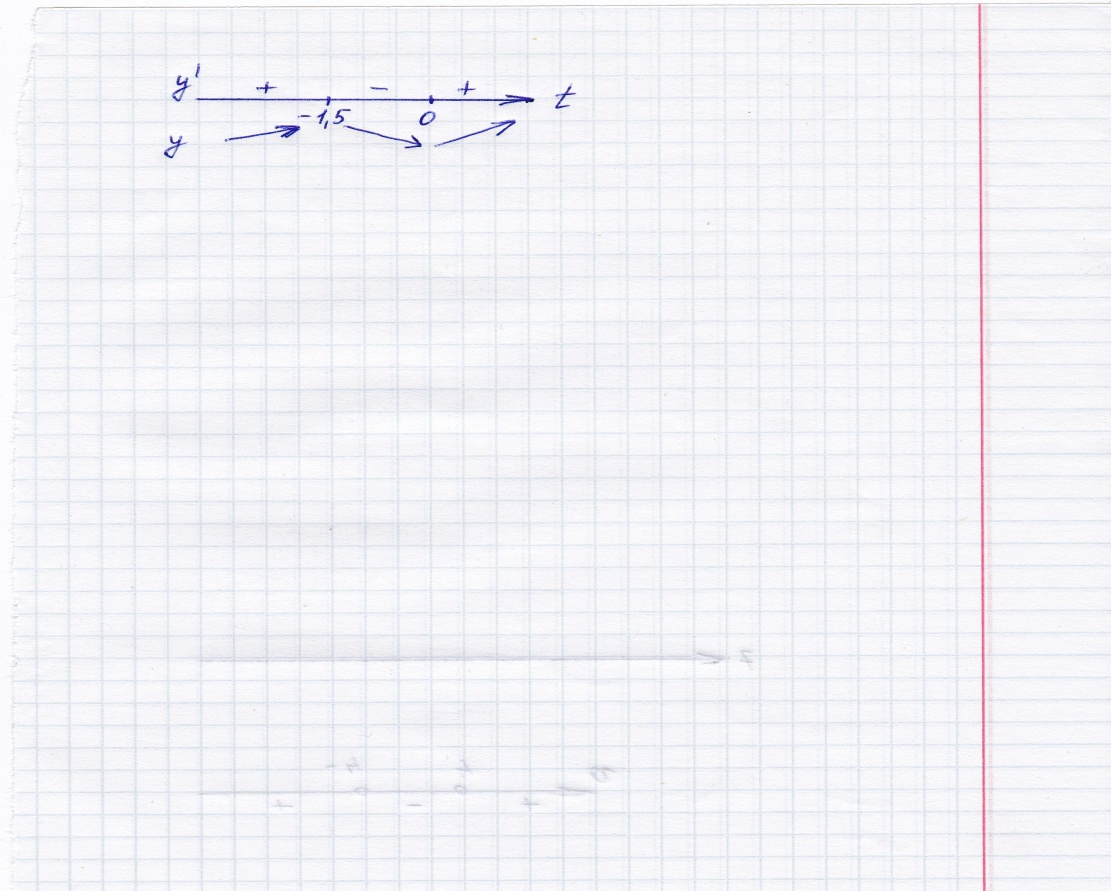 y' + - + t
-1,5 0
y